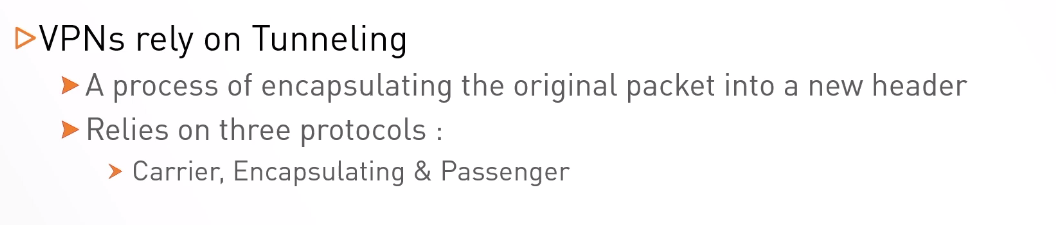 VPNs rely on Tunneling
A process of encapsulating the original packet into a new header
Relies on three protocols :
Carrier, Encapsulating & Passenger